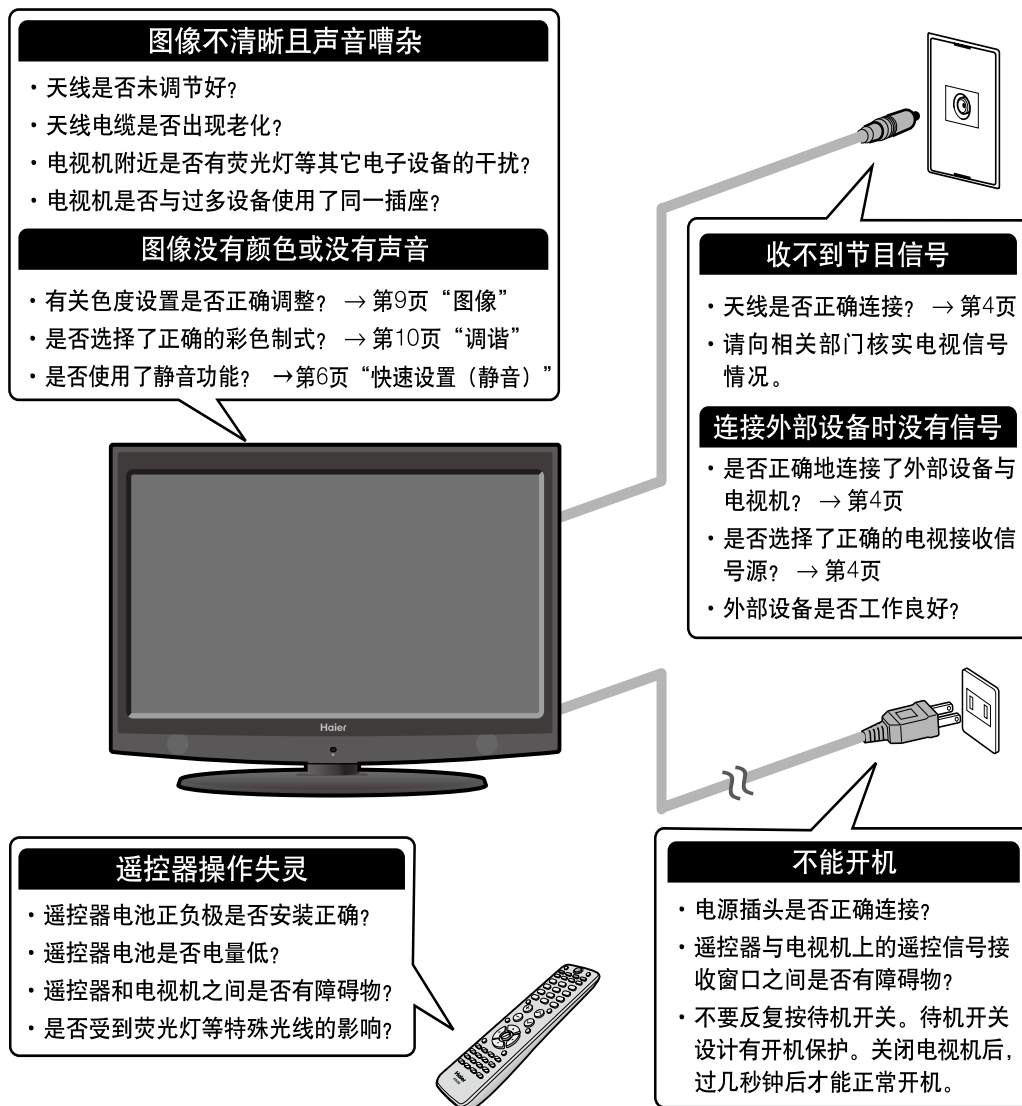 图像不清晰且声音嘈杂
·天线是否未调节好?
·天线电缆是否出现老化?
·电视机附近是否有荧光灯等其它电子设备的干扰?
·电视机是否与过多设备使用了同一插座?
图像没有颜色或没有声音
·有关色度设置是否正确调整? →第9页“图像”
·是否选择了正确的彩色制式? →第10页“调谐”
·是否使用了静音功能? →第6页“快速设置（静音）”
收不到节目信号
·天线是否正确连接? →第4页
·请向相关部门核实电视信号
情况。
连接外部设备时没有信号
·是否正确地连接了外部设备与
电视机? →第4页
·是否选择了正确的电视接收信
号源? →第4页
·外部设备是否工作良好?
Haier
遥控器操作失灵
·遥控器电池正负极是否安装正确?
·遥控器电池是否电量低?
·遥控器和电视机之间是否有障碍物?
·是否受到荧光灯等特殊光线的影响?
Haier
不能开机
·电源插头是否正确连接?
·遥控器与电视机上的遥控信号接
收窗口之间是否有障碍物?
·不要反复按待机开关。待机开关
设计有开机保护。关闭电视机后，
过几秒钟后才能正常开机。